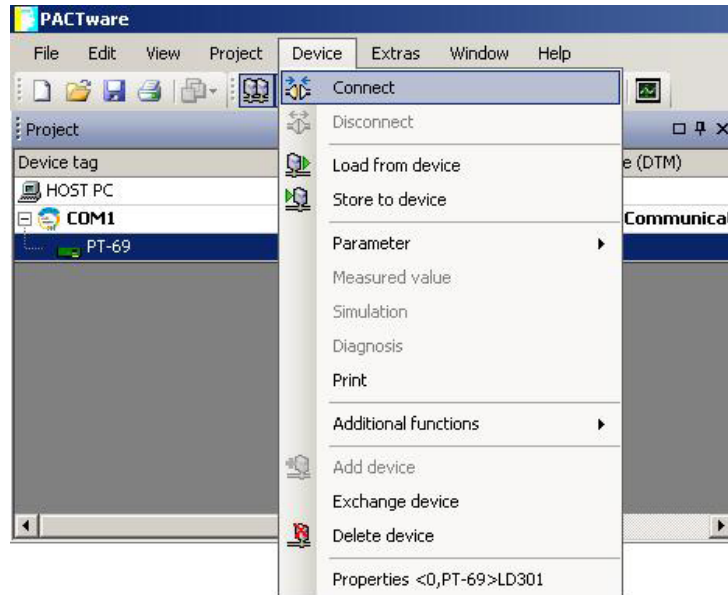 PACTware
File Edit View Project Device Extras Window Help
Connect
Project
Disconnect
Device tag
e (DTM)
Load from device
HOST PC
Store to device
COM1
Communical
PT-69
Parameter
Measured value
Simulation
Diagnosis
Print
Additional functions
Add device
Exchange device
Delete device
Properties <0,PT-69>LD301